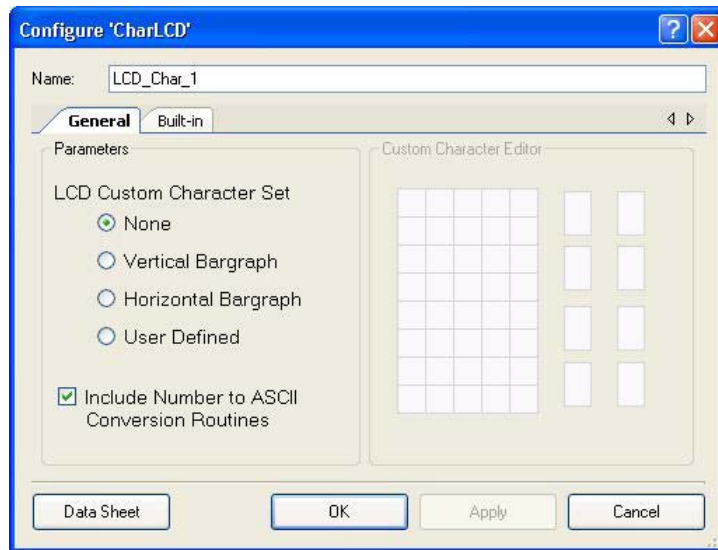 Configure 'CharLCD'
Name: LCD_Char_1
General Built-in
Parameters
Custom Character Editor
LCD Custom Character Set
None
Vertical Bargraph
Horizontal Bargraph
User Defined
Include Number to ASCII
Conversion Routines
Data Sheet OK Apply Cancel